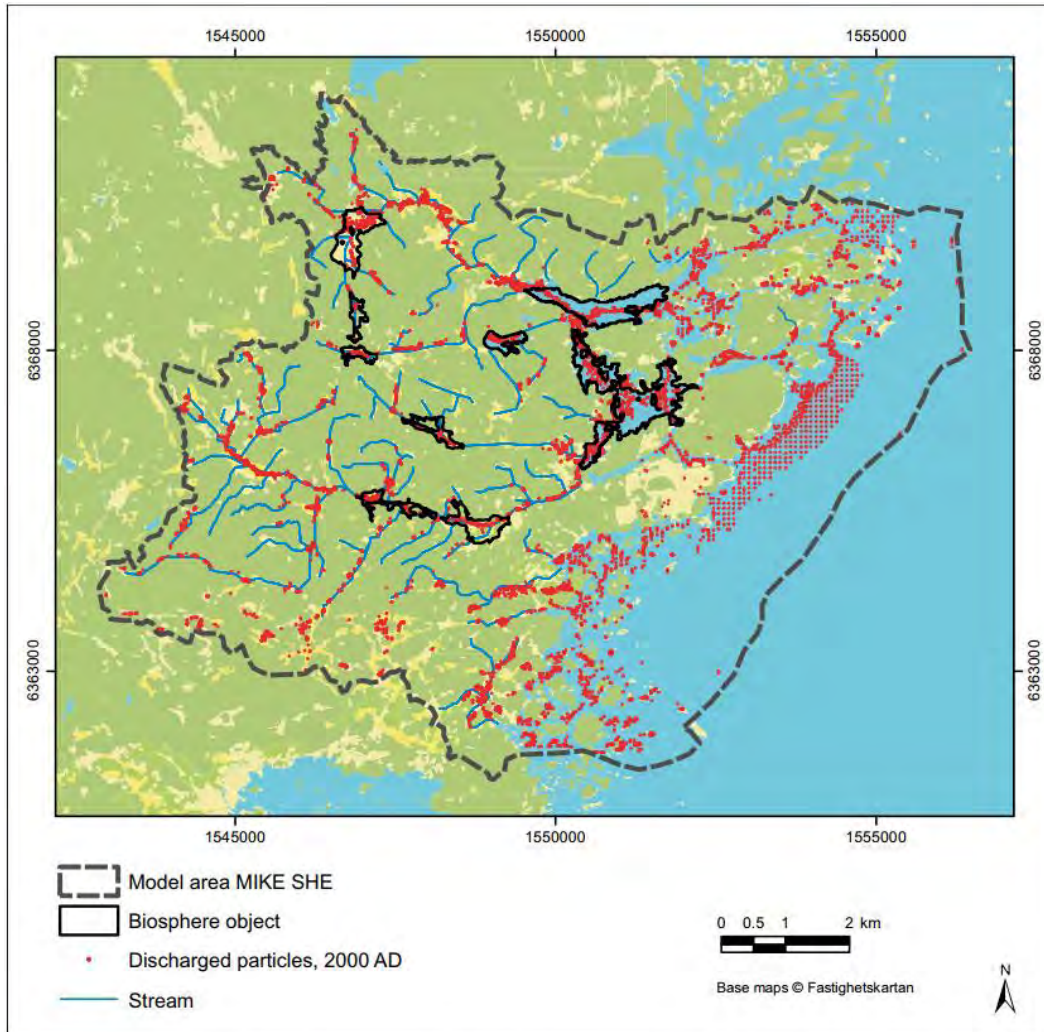 1545000 1550000 1555000
6368000 6368000
6363000 6363000
1545000 1550000 1555000
Model area MIKE SHE
Biosphere object
Discharged particles, 2000 AD
Stream
0 0.5 1 2 km
Base maps © Fastighetskartan
N